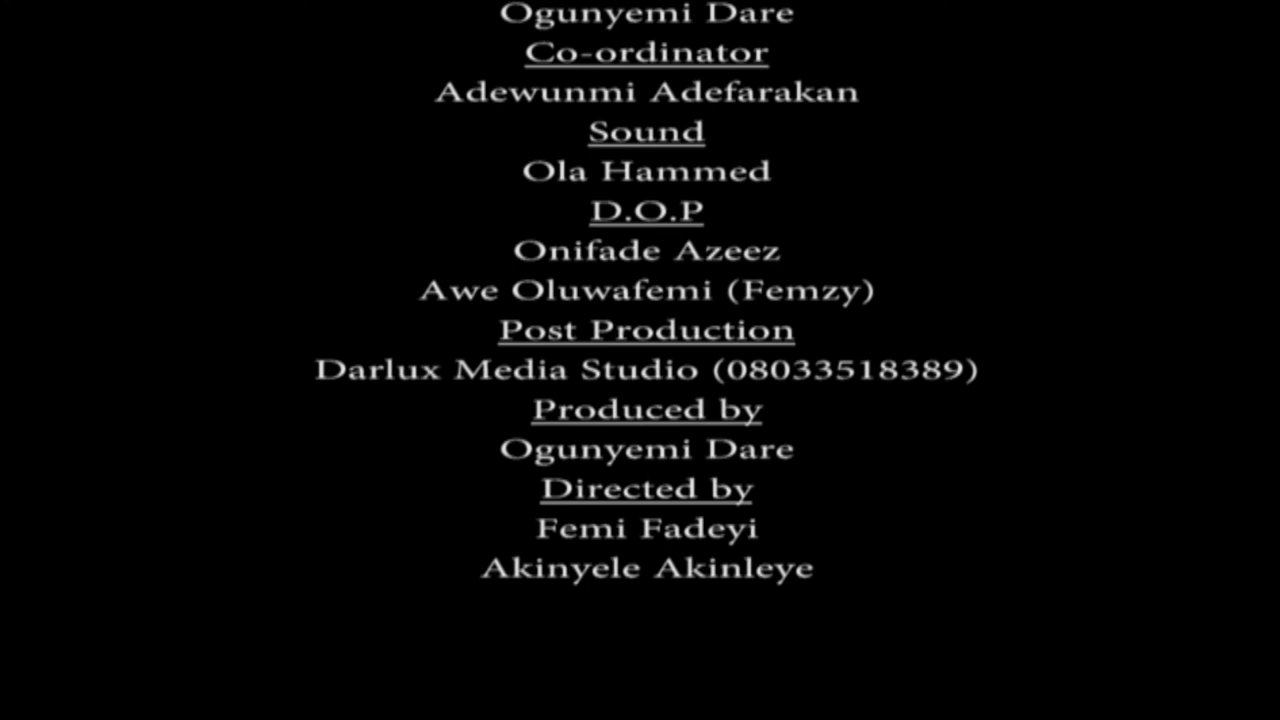 Ogunyemi Dare
Co-ordinator
Adewunmi Adefarakan
Sound
Ola Hammed
D.O.P
Onifade Azeez
Awe Oluwafemi (Femzy)
Post Production
Darlux Media Studio (08033518389)
Produced by
Ogunyemi Dare
Directed by
Femi Fadeyi
Akinyele Akinleye